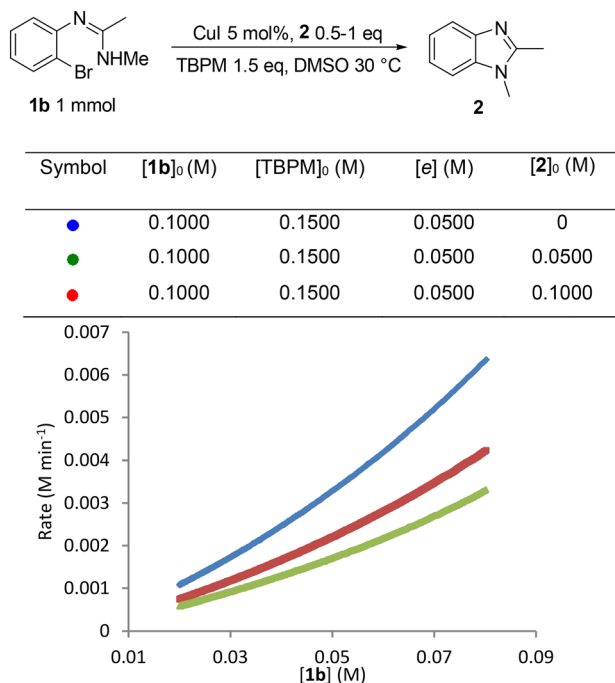 N
Br
NHMe
CuI 5 mol%, 2 0.5-1 eq
TBPM 1.5 eq, DMSO 30 °C
N
N
1b 1 mmol
2
Symbol [1b]₀ (M) [TBPM]₀ (M) [e] (M) [2]₀ (M)
0.1000 0.1500 0.0500 0
0.1000 0.1500 0.0500 0.0500
0.1000 0.1500 0.0500 0.1000
0.007
0.006
0.005
0.004
0.003
0.002
0.001
0
Rate (M min⁻¹)
0.01 0.03 0.05 0.07 0.09
[1b] (M)